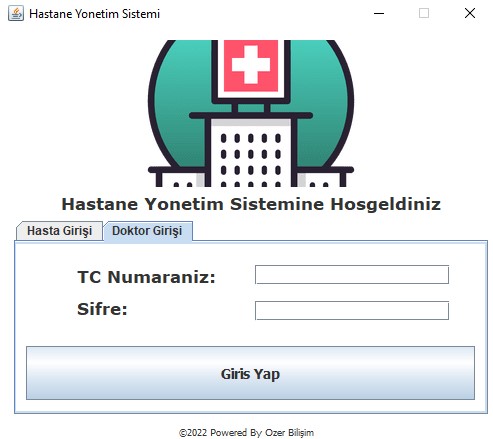 Hastane Yonetim Sistemi
Hastane Yonetim Sistemine Hosgeldiniz
Hasta Girişi Doktor Girişi
TC Numaraniz:
Sifre:
Giris Yap
©2022 Powered By Ozer Bilişim